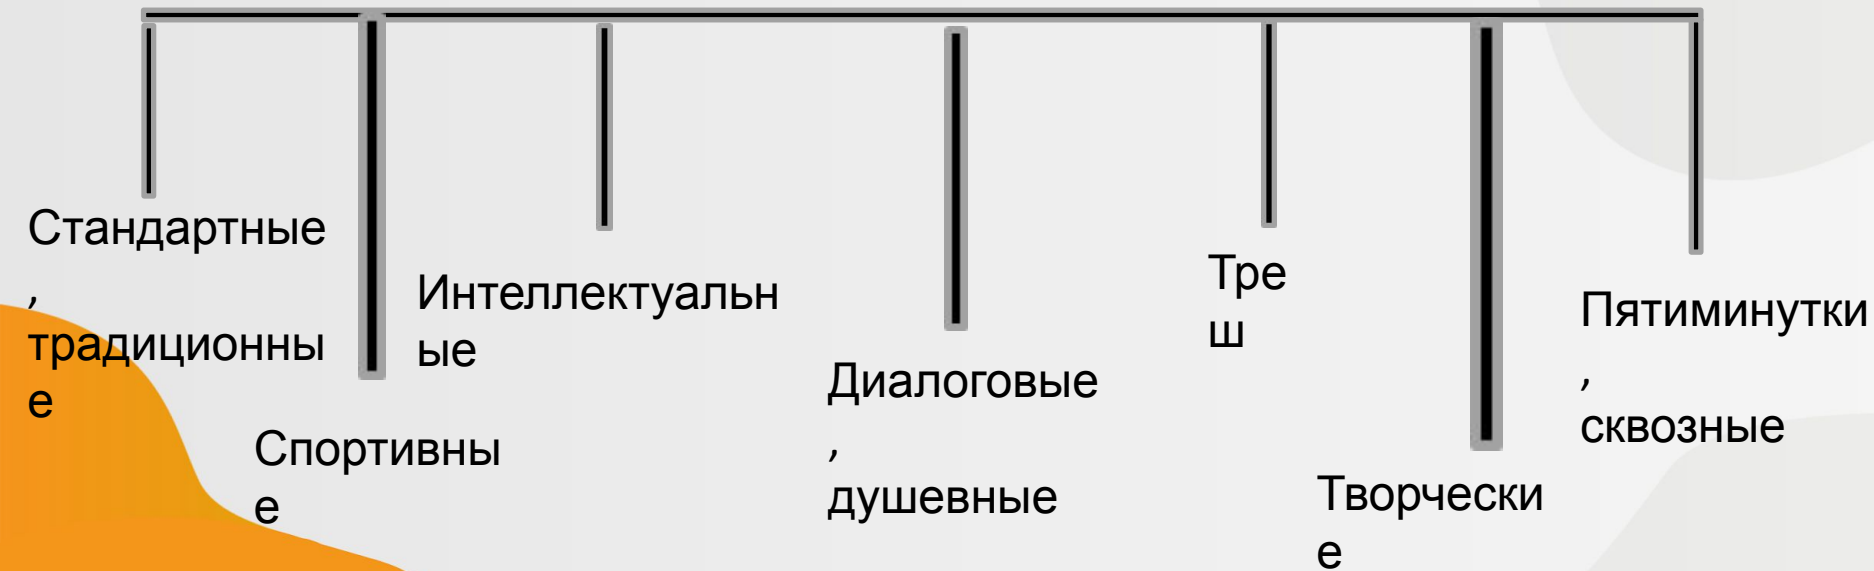 Стандартные
,
традиционны
е
Спортивны
е
Интеллектуальн
ые
Диалоговые
,
душевные
Тре
ш
Творчески
е
Пятиминутки
,
сквозные